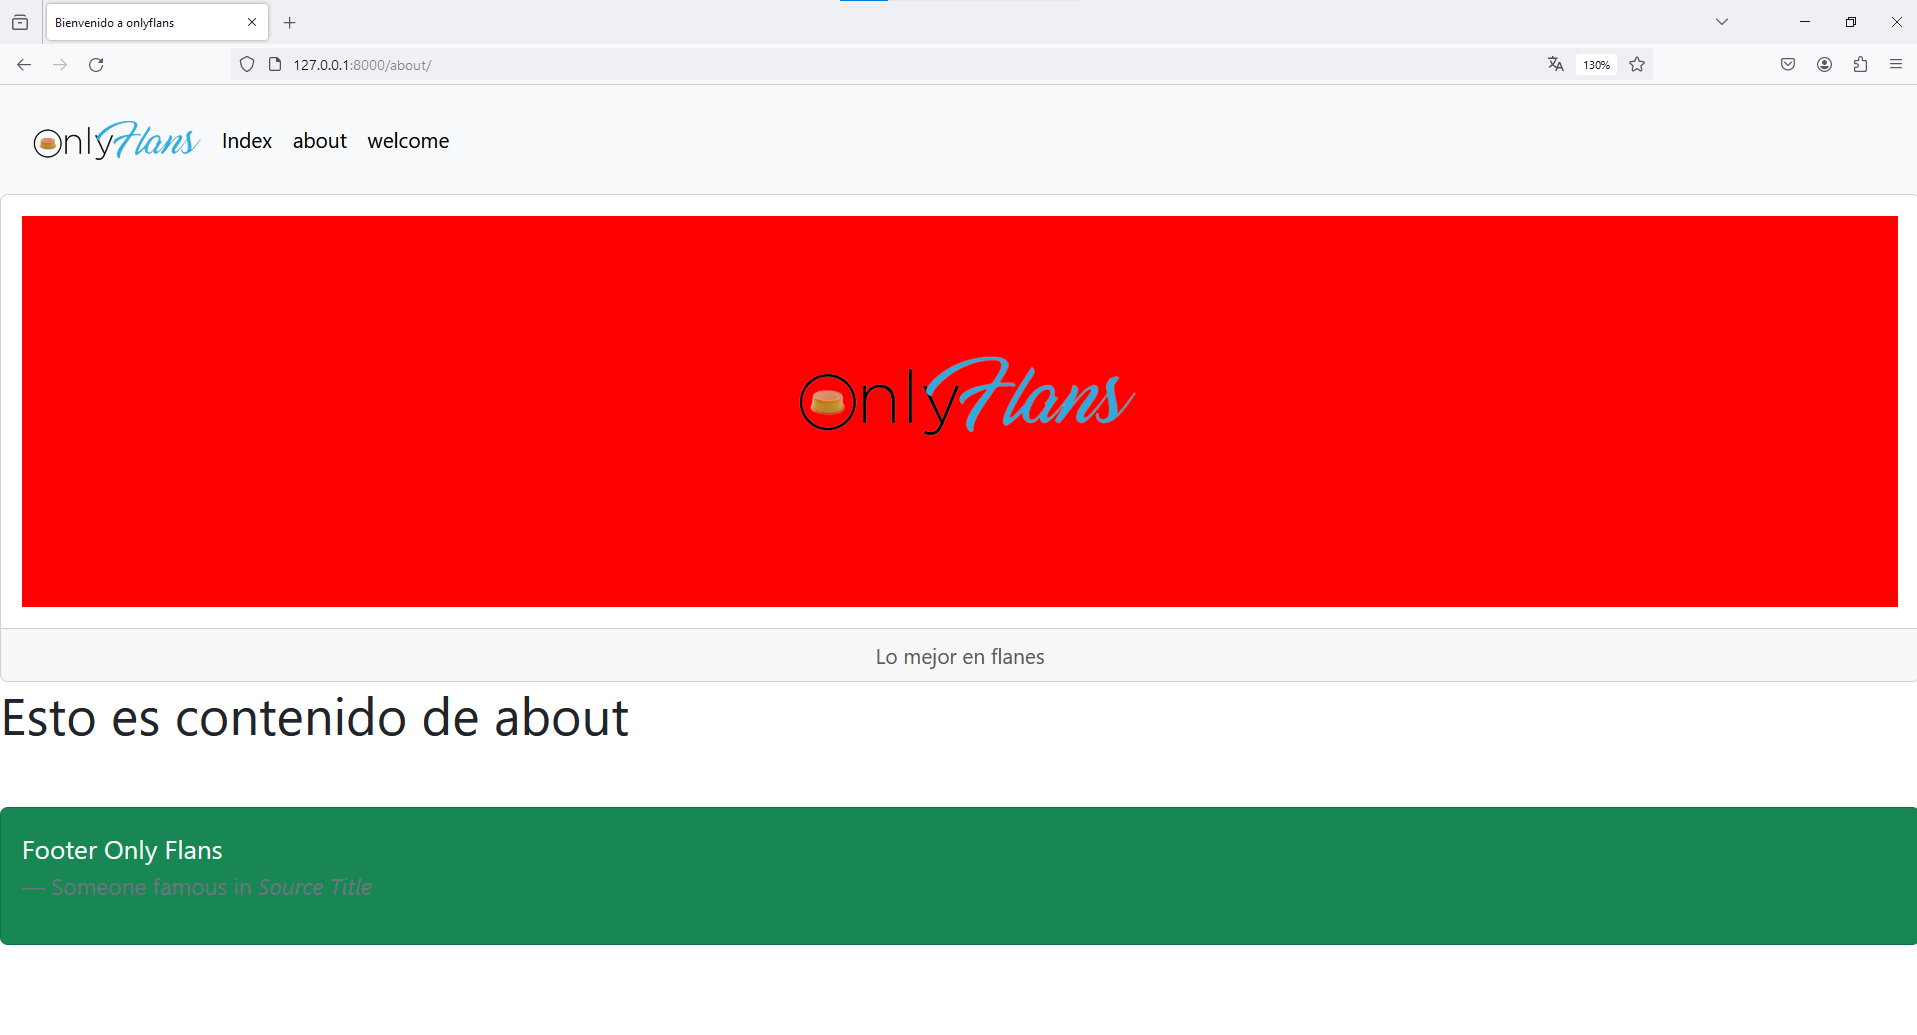 Bienvenido a onlyflans
127.0.0.1:8000/about/
130%
OnlyFlans
Index
about
welcome
OnlyFlans
Lo mejor en flanes
Esto es contenido de about
Footer Only Flans
— Someone famous in Source Title